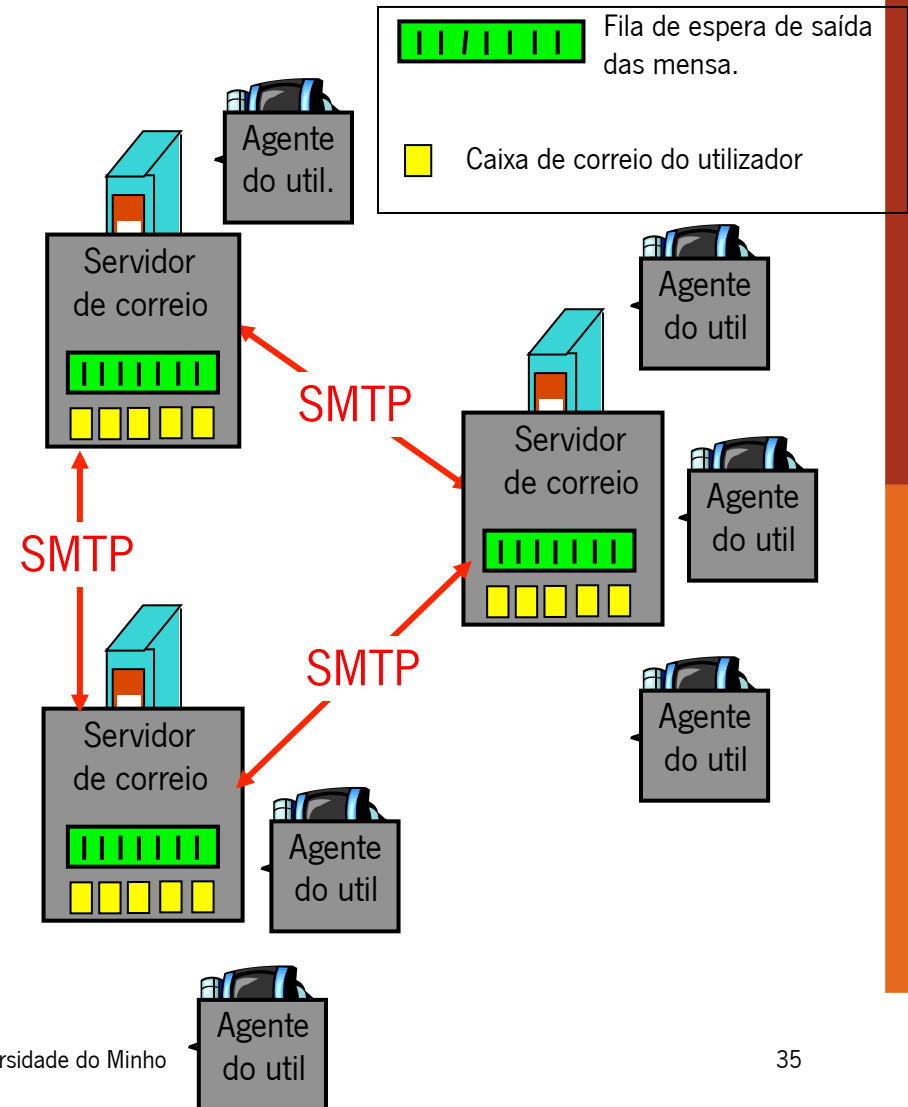 Fila de espera de saída
das mensa.
Caixa de correio do utilizador
Agente
do util.
Servidor
de correio
Agente
do util
SMTP
Servidor
de correio
Agente
do util
SMTP
SMTP
Agente
do util
Servidor
de correio
Agente
do util
Agente
do util
rsidade do Minho
35